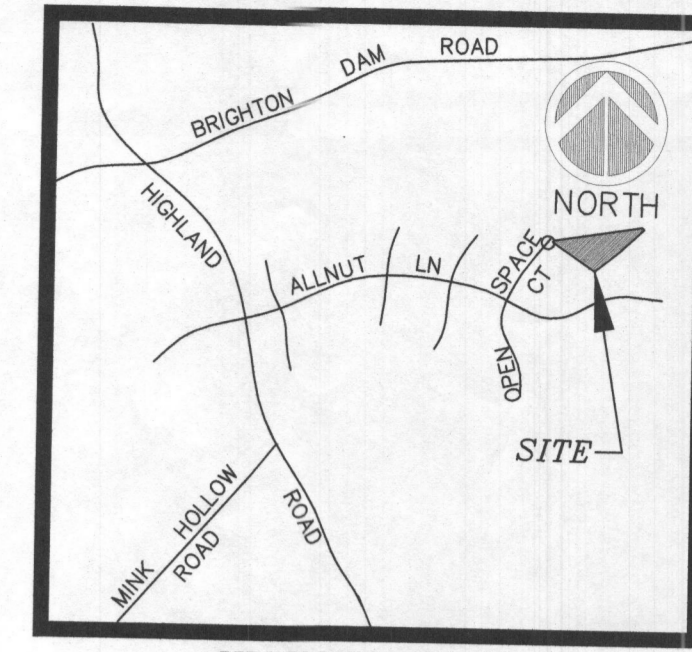 BRIGHTON DAM ROAD
NORTH
HIGHLAND ROAD
ALLNUT LN
OPEN SPACE CT
SITE
MINK HOLLOW ROAD